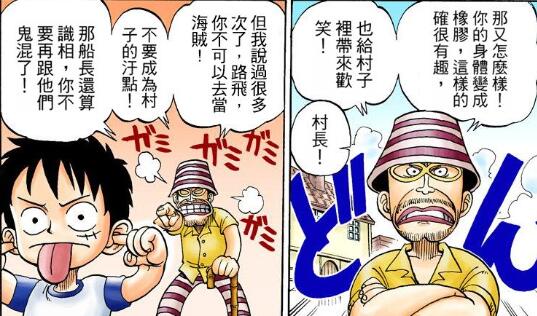 那又怎麼樣！
你的身體變成
橡膠，這樣的
確很有趣，
也給村子
裡帶來歡
笑！
村長！
どん
但我說過很多
次了，路飛，
你不可以去當
海賊！
不要成為村
子的汙點！
那船長還算
識相，你不
要再跟他們
鬼混了！
ガミ
ガミ
ガミ
ガミ